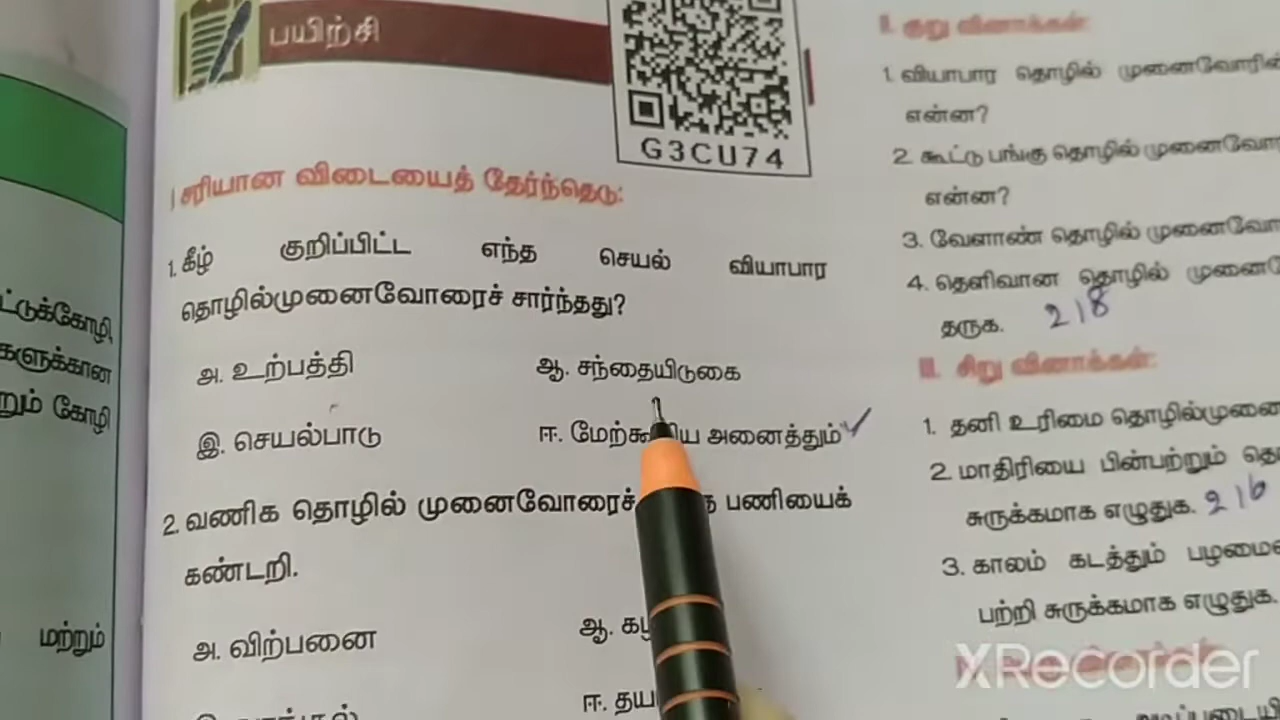 பயிற்சி
G3CU74
I சரியான விடையைத் தேர்ந்தெடு:
1. கீழ் குறிப்பிட்ட எந்த செயல் வியாபார
தொழில்முனைவோரைச் சார்ந்தது?
அ. உற்பத்தி ஆ. சந்தையிடுகை
இ. செயல்பாடு ஈ. அனைத்தும்
2. வணிக தொழில் முனைவோரைச் பணியைக்
கண்டறி.
அ. விற்பனை ஆ.
ஈ.
மற்றும்
றும் கோழி
II. குறு வினாக்கள்:
1. வியாபார தொழில் முனைவோரின்
என்ன?
2. கூட்டு பங்கு தொழில்
என்ன?
3. வேளாண் தொழில்
4. தெளிவான தொழில்
தருக. 218
III. சிறு வினாக்கள்:
1. தனி உரிமை
2. மாதிரியை பின்பற்றும்
சுருக்கமாக எழுதுக. 216
3. காலம் கடத்தும்
பற்றி சுருக்கமாக எழுதுக.
XRecorder